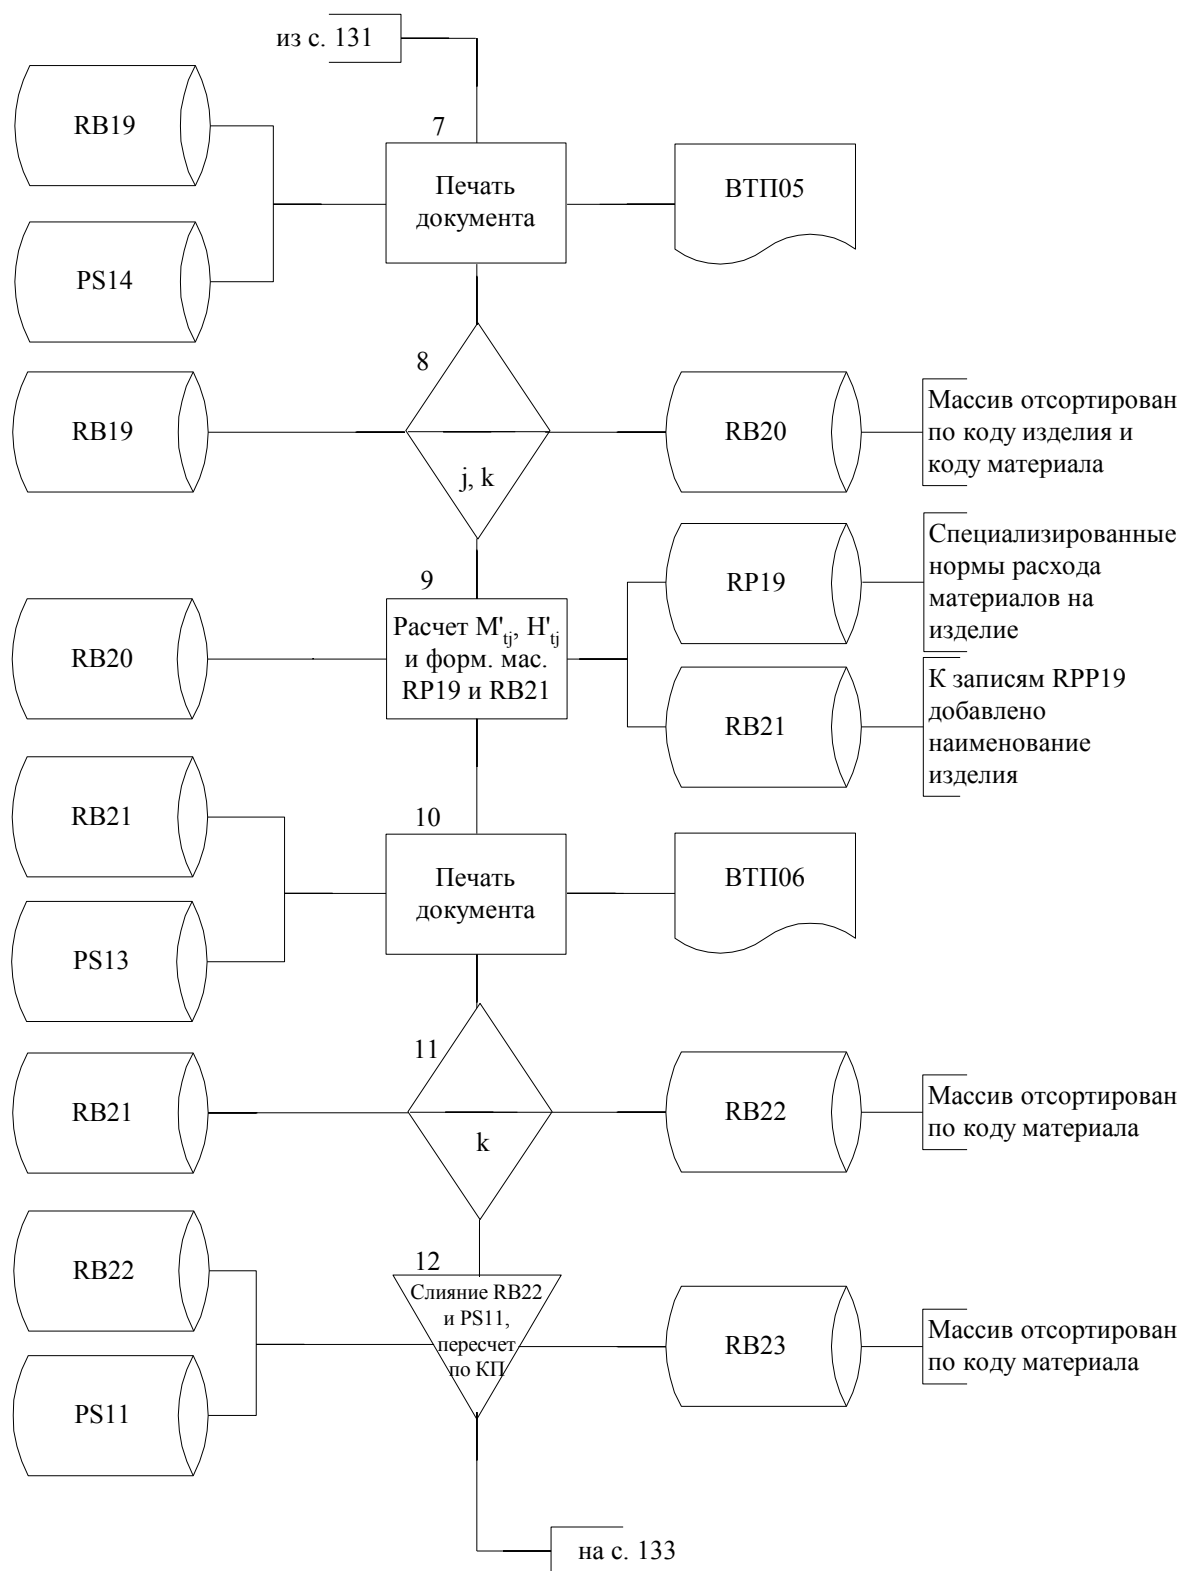 из с. 131
RB19
7
Печать
документа
ВТП05
PS14
8
RB19
j, k
RB20
Массив отсортирован
по коду изделия и
коду материала
9
RB20
Расчет M'tj, H'tj
и форм. мас.
RP19 и RB21
RP19
Специализированные
нормы расхода
материалов на
изделие
RB21
К записям RPP19
добавлено
наименование
изделия
10
RB21
Печать
документа
ВТП06
PS13
11
RB21
k
RB22
Массив отсортирован
по коду материала
12
RB22
Слияние RB22
и PS11,
пересчет
по КП
RB23
Массив отсортирован
по коду материала
PS11
на с. 133